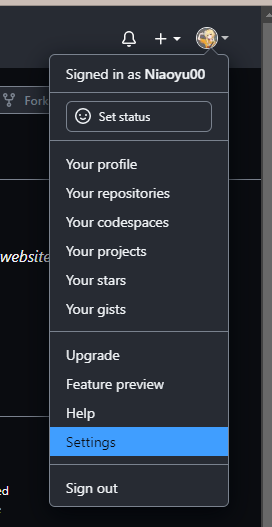 Fork
Signed in as Niaoyu00
Set status
Your profile
Your repositories
Your codespaces
website
Your projects
Your stars
Your gists
Upgrade
Feature preview
Help
Settings
Sign out
ed